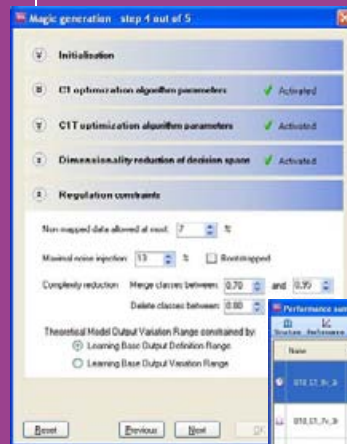 Magic generation step 4 out of 5
Initialisation
C1 optimization algorithm parameters Activated
C1T optimization algorithm parameters Activated
Dimensionality reduction of decision space Activated
Regulation constraints
Non mapped data allowed at most: 7 %
Maximal noise injection: 13 % Bootstrapped
Complexity reduction Merge classes between: 0.70 and 0.95
Delete classes between: 0.80
Theoretical Model Output Variation Range constrained by:
Learning Base Output Definition Range
Learning Base Output Variation Range
Reset Previous Next
Performance sum
Structure Performance
Name